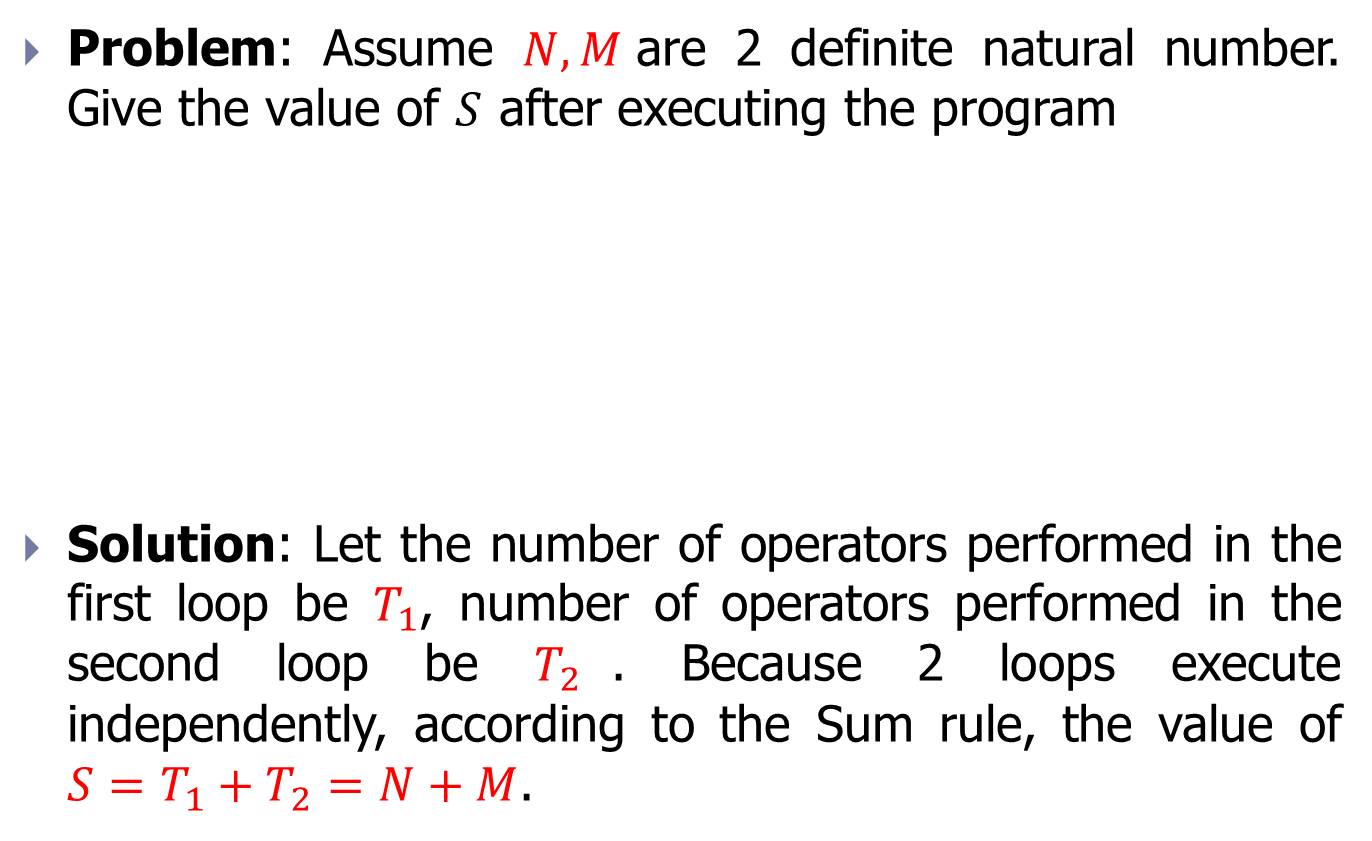 Problem: Assume N, M are 2 definite natural number.
Give the value of S after executing the program
Solution: Let the number of operators performed in the
first loop be T₁, number of operators performed in the
second loop be T₂ . Because 2 loops execute
independently, according to the Sum rule, the value of
S = T₁ + T₂ = N + M.